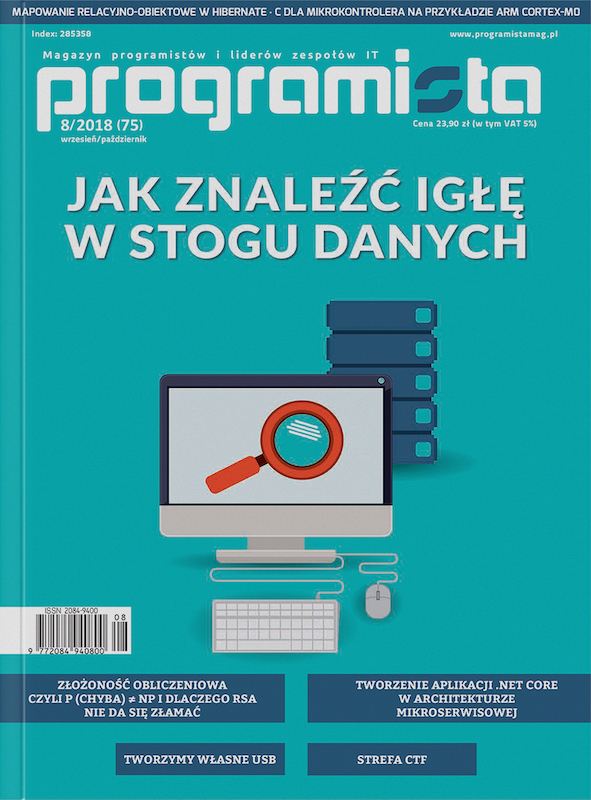 MAPOWANIE RELACYJNO-OBIEKTOWE W HIBERNATE • C DLA MIKROKONTROLERA NA PRZYKŁADZIE ARM CORTEX-M0
Index: 285358
www.programistamag.pl
Magazyn programistów i liderów zespołów IT
programista
8/2018 (75)
Cena 23,90 zł (w tym VAT 5%)
wrzesień/październik
JAK ZNALEŹĆ IGŁĘ
W STOGU DANYCH
ISSN 2084-9400
08
9 772084 940800
ZŁOŻONOŚĆ OBLICZENIOWA
CZYLI P (CHYBA) ≠ NP I DLACZEGO RSA
NIE DA SIĘ ZŁAMAĆ
TWORZENIE APLIKACJI .NET CORE
W ARCHITEKTURZE
MIKROSERWISOWEJ
TWORZYMY WŁASNE USB
STREFA CTF